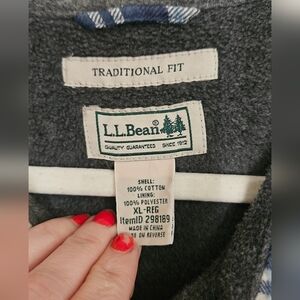 TRADITIONAL FIT
L.L.Bean®
QUALITY GUARANTEED SINCE 1912
SHELL:
100% COTTON
LINING:
100% POLYESTER
XL-REG
ItemID 298189
MADE IN CHINA
ON REVERSE